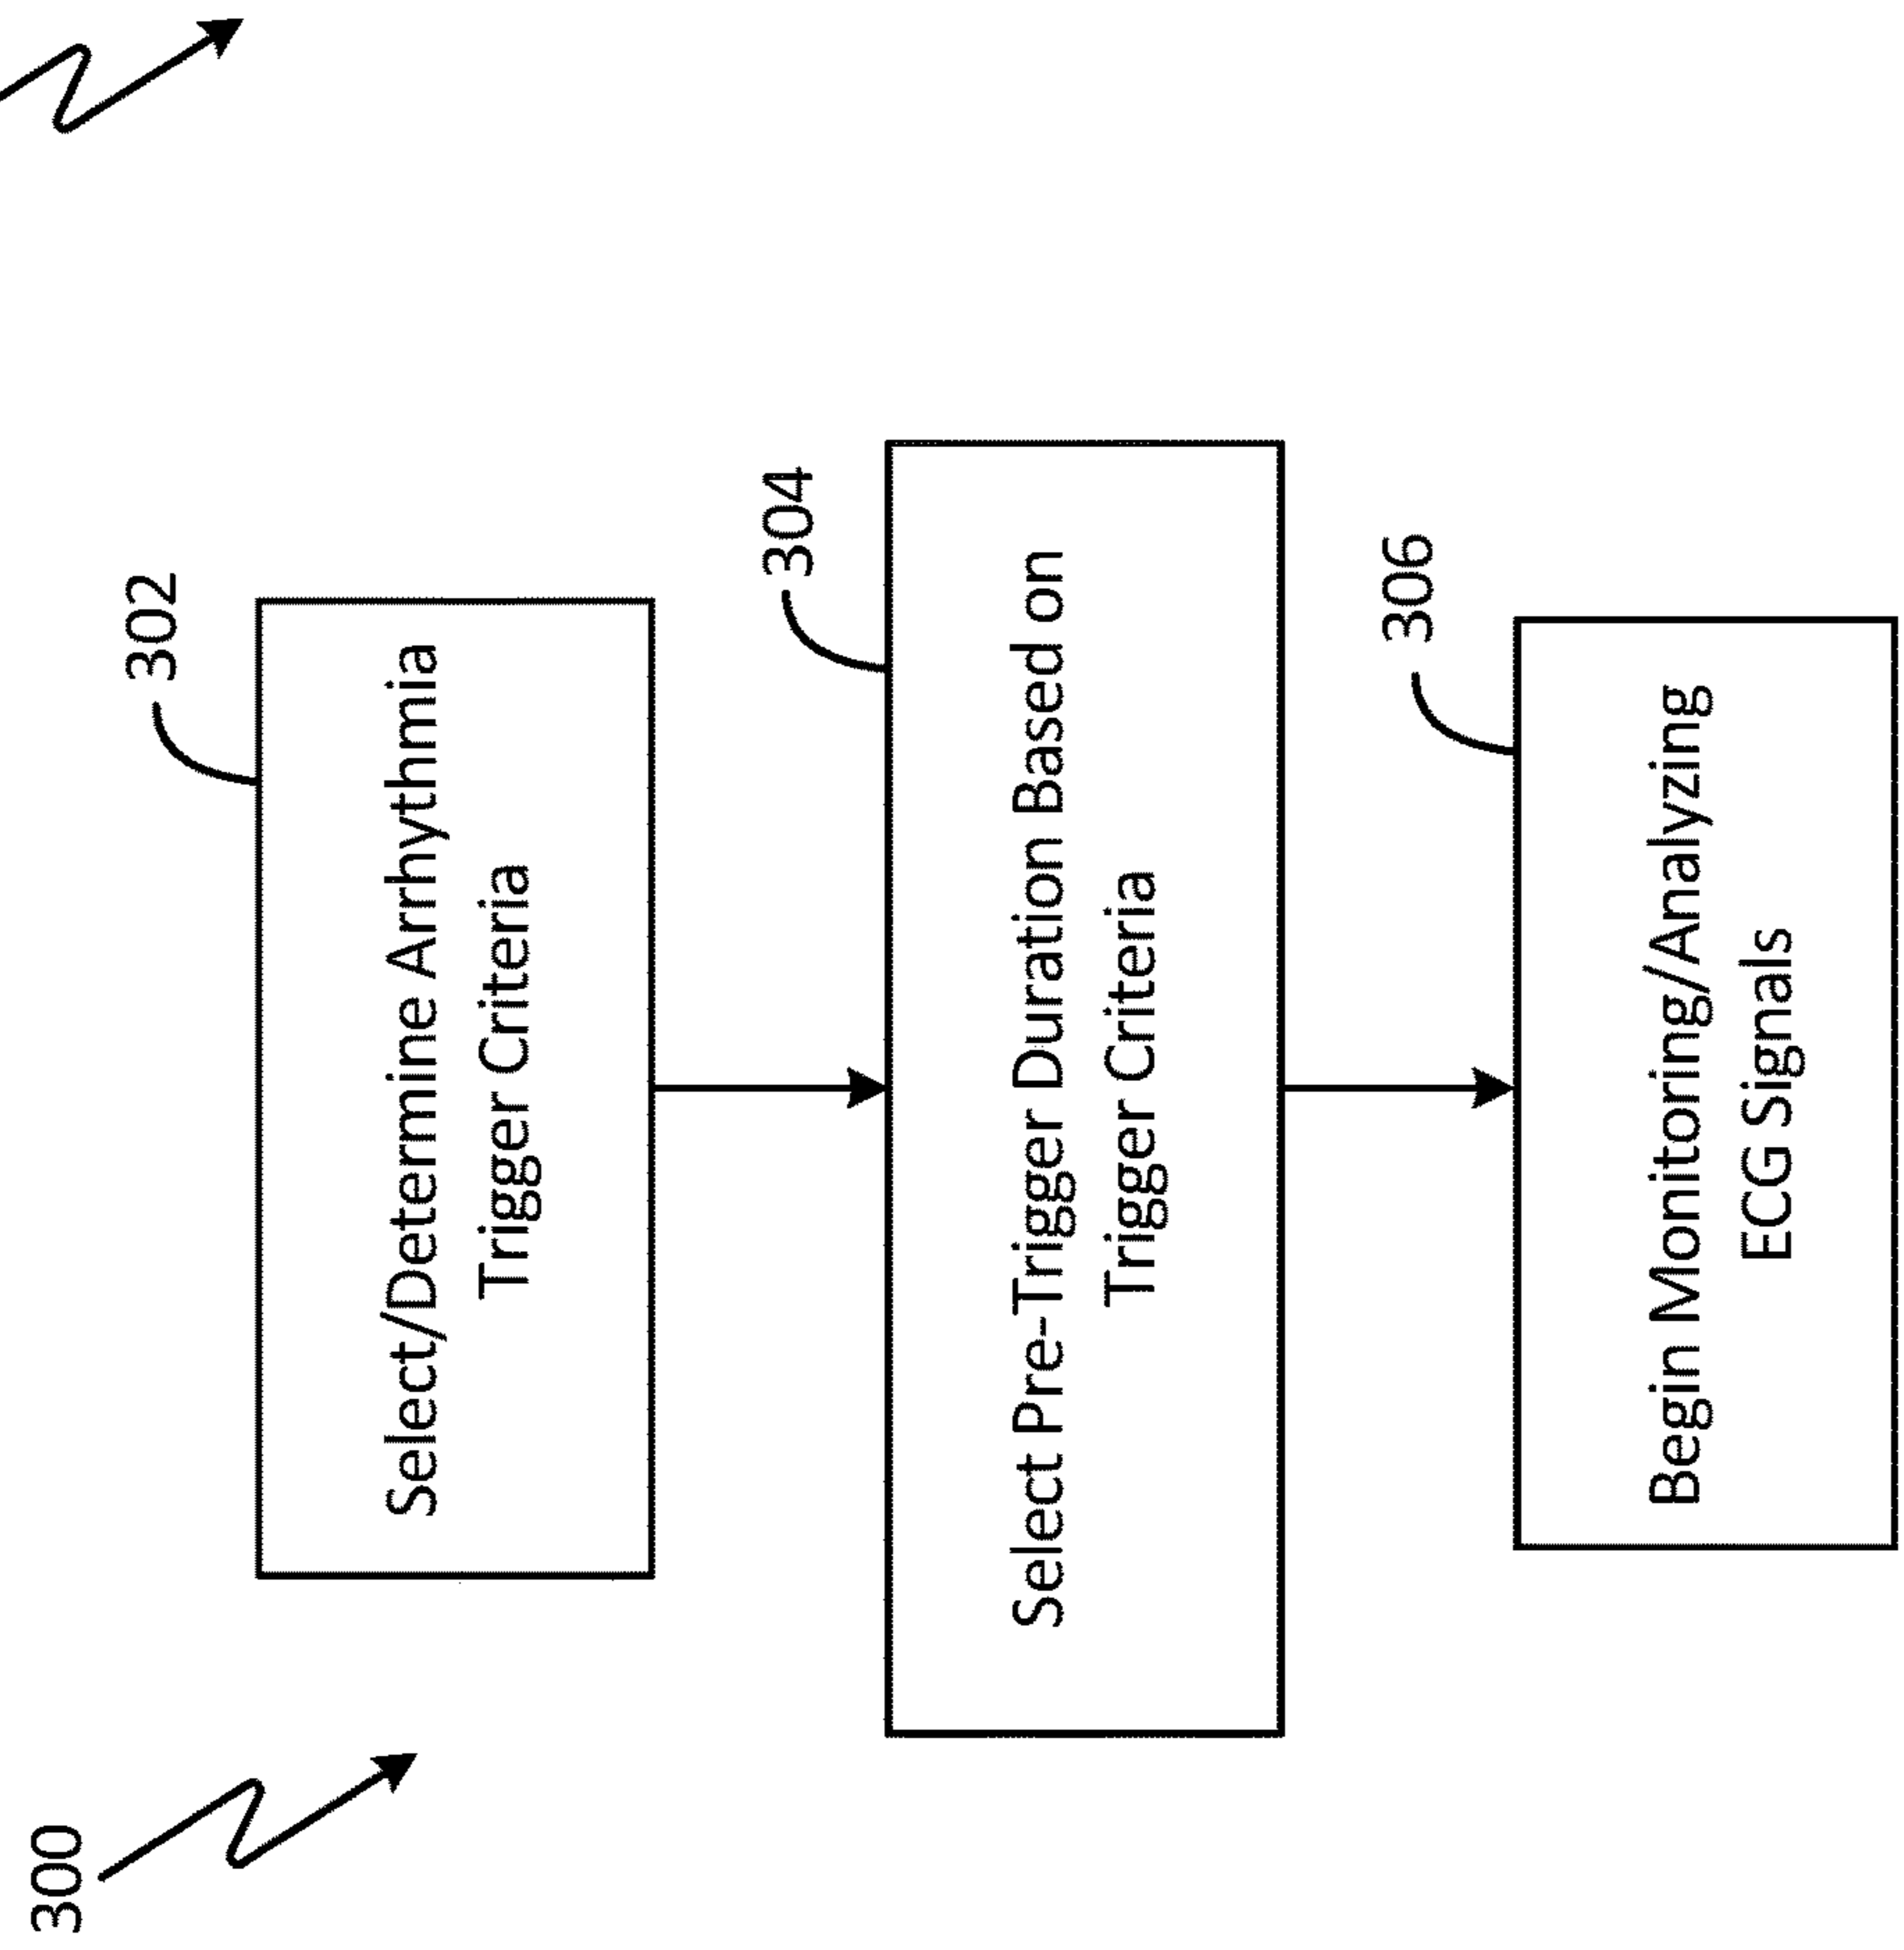 300
302
Select/Determine Arrhythmia
Trigger Criteria
304
Select Pre-Trigger Duration Based on
Trigger Criteria
306
Begin Monitoring/Analyzing
ECG Signals